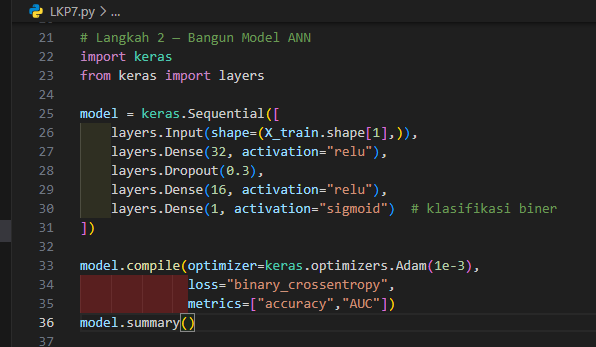 LKP7.py > ...
21 # Langkah 2 – Bangun Model ANN
22 import keras
23 from keras import layers
24
25 model = keras.Sequential([
26     layers.Input(shape=(X_train.shape[1],)),
27     layers.Dense(32, activation="relu"),
28     layers.Dropout(0.3),
29     layers.Dense(16, activation="relu"),
30     layers.Dense(1, activation="sigmoid")  # klasifikasi biner
31 ])
32
33 model.compile(optimizer=keras.optimizers.Adam(1e-3),
34               loss="binary_crossentropy",
35               metrics=["accuracy","AUC"])
36 model.summary()
37